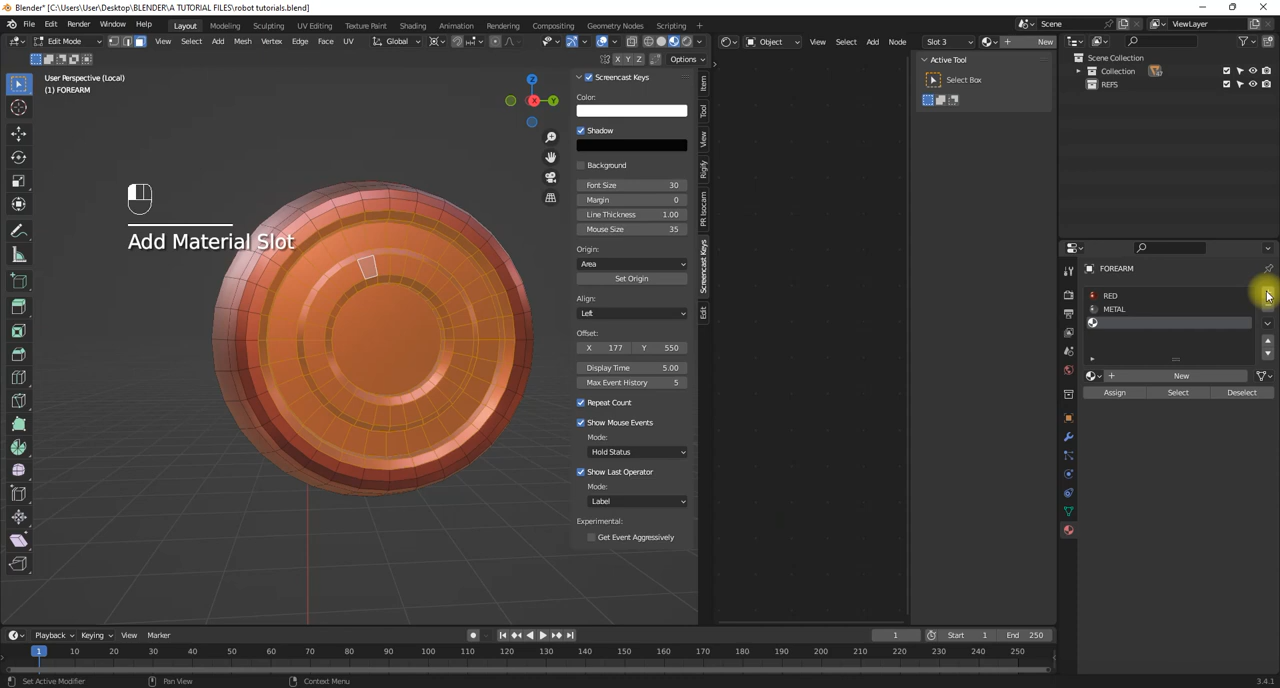 Blender* [C:\Users\User\Desktop\BLENDER\A TUTORIAL FILES\robot tutorials.blend]
File Edit Render Window Help Layout Modeling Sculpting UV Editing Texture Paint Shading Animation Rendering Compositing Geometry Nodes Scripting + Scene ViewLayer
Edit Mode View Select Add Mesh Vertex Edge Face UV Global Object View Select Add Node Slot 3 New
X Y Z Options
User Perspective (Local)
(1) FOREARM
Add Material Slot
Z
X
Y
Screencast Keys
Color:
Shadow
Background
Font Size 30
Margin 0
Line Thickness 1.00
Mouse Size 35
Origin:
Area
Set Origin
Align:
Left
Offset:
X 177 Y 550
Display Time 5.00
Max Event History 5
Repeat Count
Show Mouse Events
Mode:
Hold Status
Show Last Operator
Mode:
Label
Experimental:
Get Event Aggressively
Item
Tool
View
Rigify
PR Isocam
Screencast Keys
Edit
Active Tool
Select Box
Scene Collection
Collection
REFS
FOREARM
RED
METAL
New
Assign Select Deselect
Playback Keying View Marker 1 Start 1 End 250
1 10 20 30 40 50 60 70 80 90 100 110 120 130 140 150 160 170 180 190 200 210 220 230 240 250
Set Active Modifier Pan View Context Menu 3.4.1